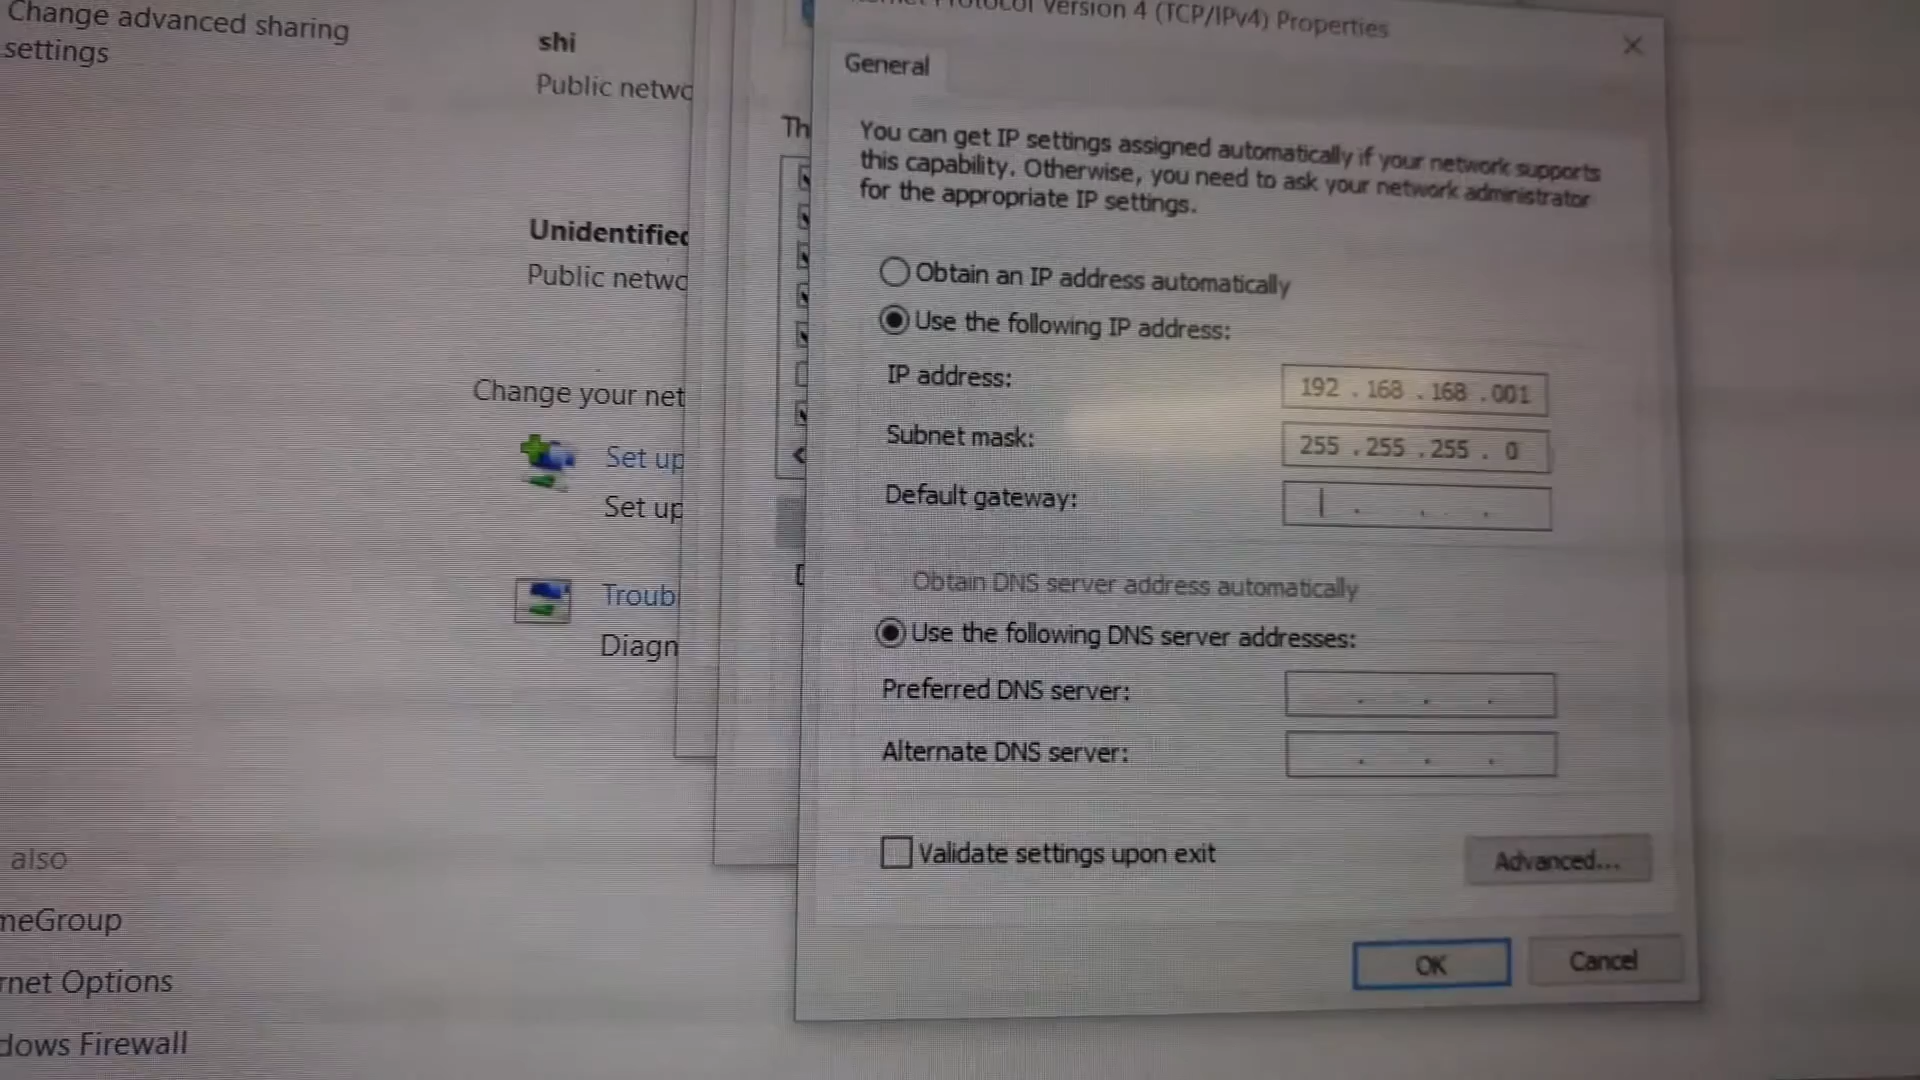 Change advanced sharing
settings
shi
Public netwo
Unidentified
Public netwo
Change your net
Set up
Set up
Troub
Diagn
also
meGroup
rnet Options
dows Firewall
Th
Protocol Version 4 (TCP/IPv4) Properties
General
You can get IP settings assigned automatically if your network supports
this capability. Otherwise, you need to ask your network administrator
for the appropriate IP settings.
Obtain an IP address automatically
Use the following IP address:
IP address: 192 . 168 . 168 . 001
Subnet mask: 255 . 255 . 255 . 0
Default gateway: . . .
Obtain DNS server address automatically
Use the following DNS server addresses:
Preferred DNS server: . . .
Alternate DNS server: . . .
Validate settings upon exit
Advanced...
OK
Cancel